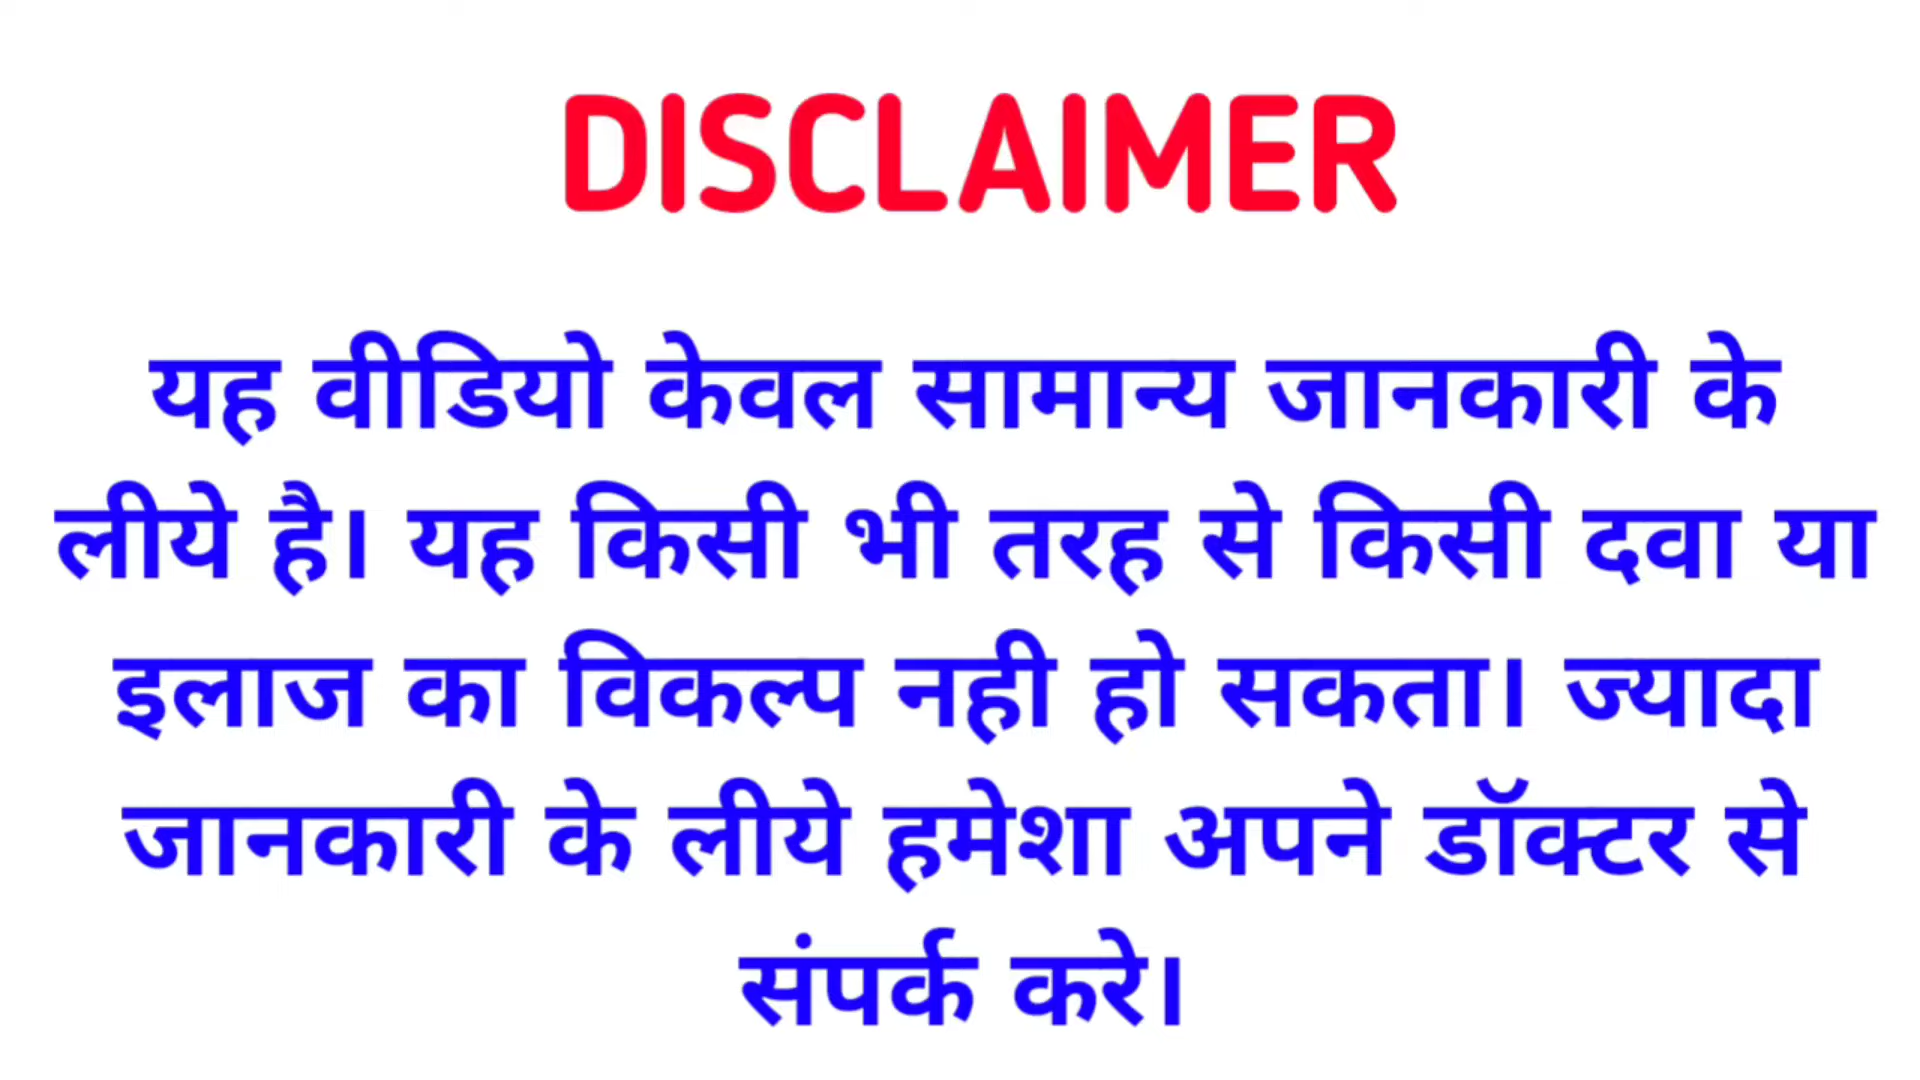 DISCLAIMER
यह वीडियो केवल सामान्य जानकारी के
लीये है। यह किसी भी तरह से किसी दवा या
इलाज का विकल्प नही हो सकता। ज्यादा
जानकारी के लीये हमेशा अपने डॉक्टर से
संपर्क करे।